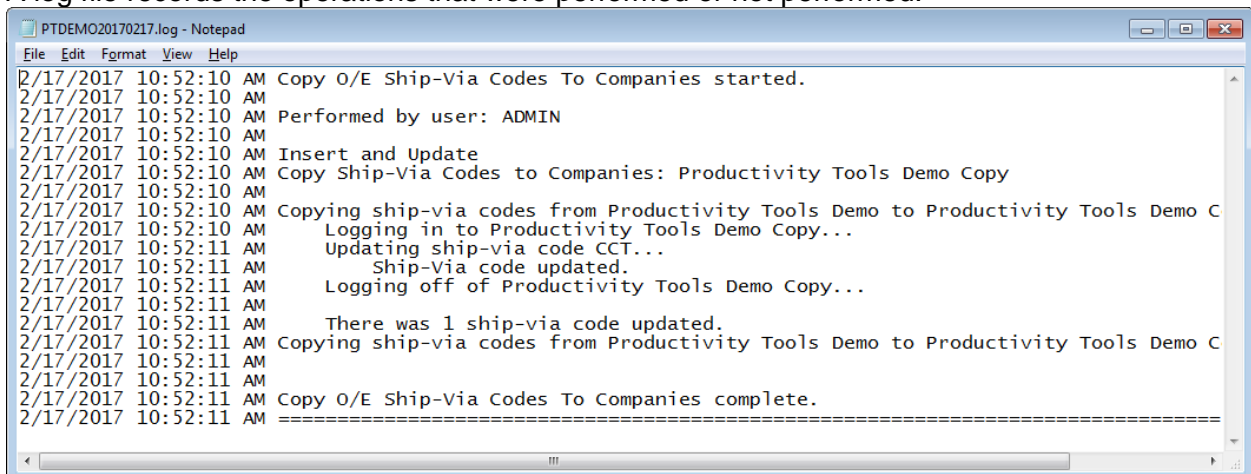 A log file records the operations that were performed or not performed.
PTDEMO20170217.log - Notepad
File Edit Format View Help
2/17/2017 10:52:10 AM Copy O/E Ship-Via Codes To Companies started.
2/17/2017 10:52:10 AM
2/17/2017 10:52:10 AM Performed by user: ADMIN
2/17/2017 10:52:10 AM
2/17/2017 10:52:10 AM Insert and Update
2/17/2017 10:52:10 AM Copy Ship-Via Codes to Companies: Productivity Tools Demo Copy
2/17/2017 10:52:10 AM
2/17/2017 10:52:10 AM Copying ship-via codes from Productivity Tools Demo to Productivity Tools Demo C
2/17/2017 10:52:10 AM     Logging in to Productivity Tools Demo Copy...
2/17/2017 10:52:11 AM     Updating ship-via code CCT...
2/17/2017 10:52:11 AM         Ship-Via code updated.
2/17/2017 10:52:11 AM     Logging off of Productivity Tools Demo Copy...
2/17/2017 10:52:11 AM
2/17/2017 10:52:11 AM     There was 1 ship-via code updated.
2/17/2017 10:52:11 AM Copying ship-via codes from Productivity Tools Demo to Productivity Tools Demo C
2/17/2017 10:52:11 AM
2/17/2017 10:52:11 AM
2/17/2017 10:52:11 AM Copy O/E Ship-Via Codes To Companies complete.
2/17/2017 10:52:11 AM ==============================================================================